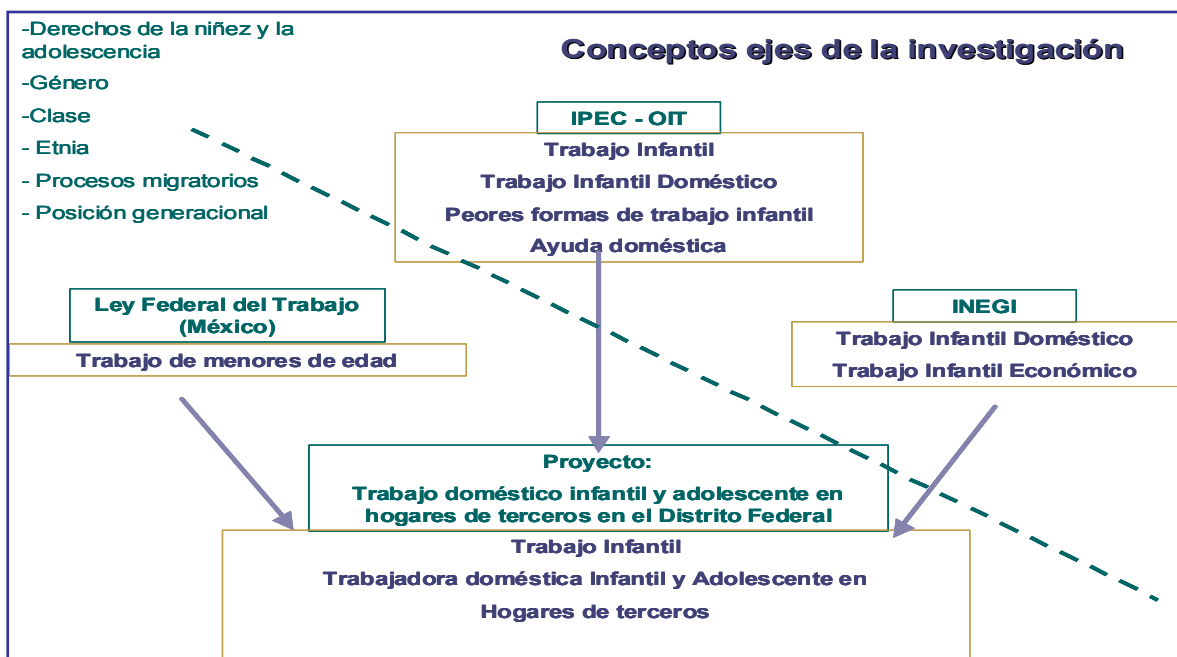 -Derechos de la niñez y la
adolescencia
-Género
-Clase
- Etnia
- Procesos migratorios
- Posición generacional
Conceptos ejes de la investigación
IPEC - OIT
Trabajo Infantil
Trabajo Infantil Doméstico
Peores formas de trabajo infantil
Ayuda doméstica
Ley Federal del Trabajo
(México)
Trabajo de menores de edad
INEGI
Trabajo Infantil Doméstico
Trabajo Infantil Económico
Proyecto:
Trabajo doméstico infantil y adolescente en
hogares de terceros en el Distrito Federal
Trabajo Infantil
Trabajadora doméstica Infantil y Adolescente en
Hogares de terceros